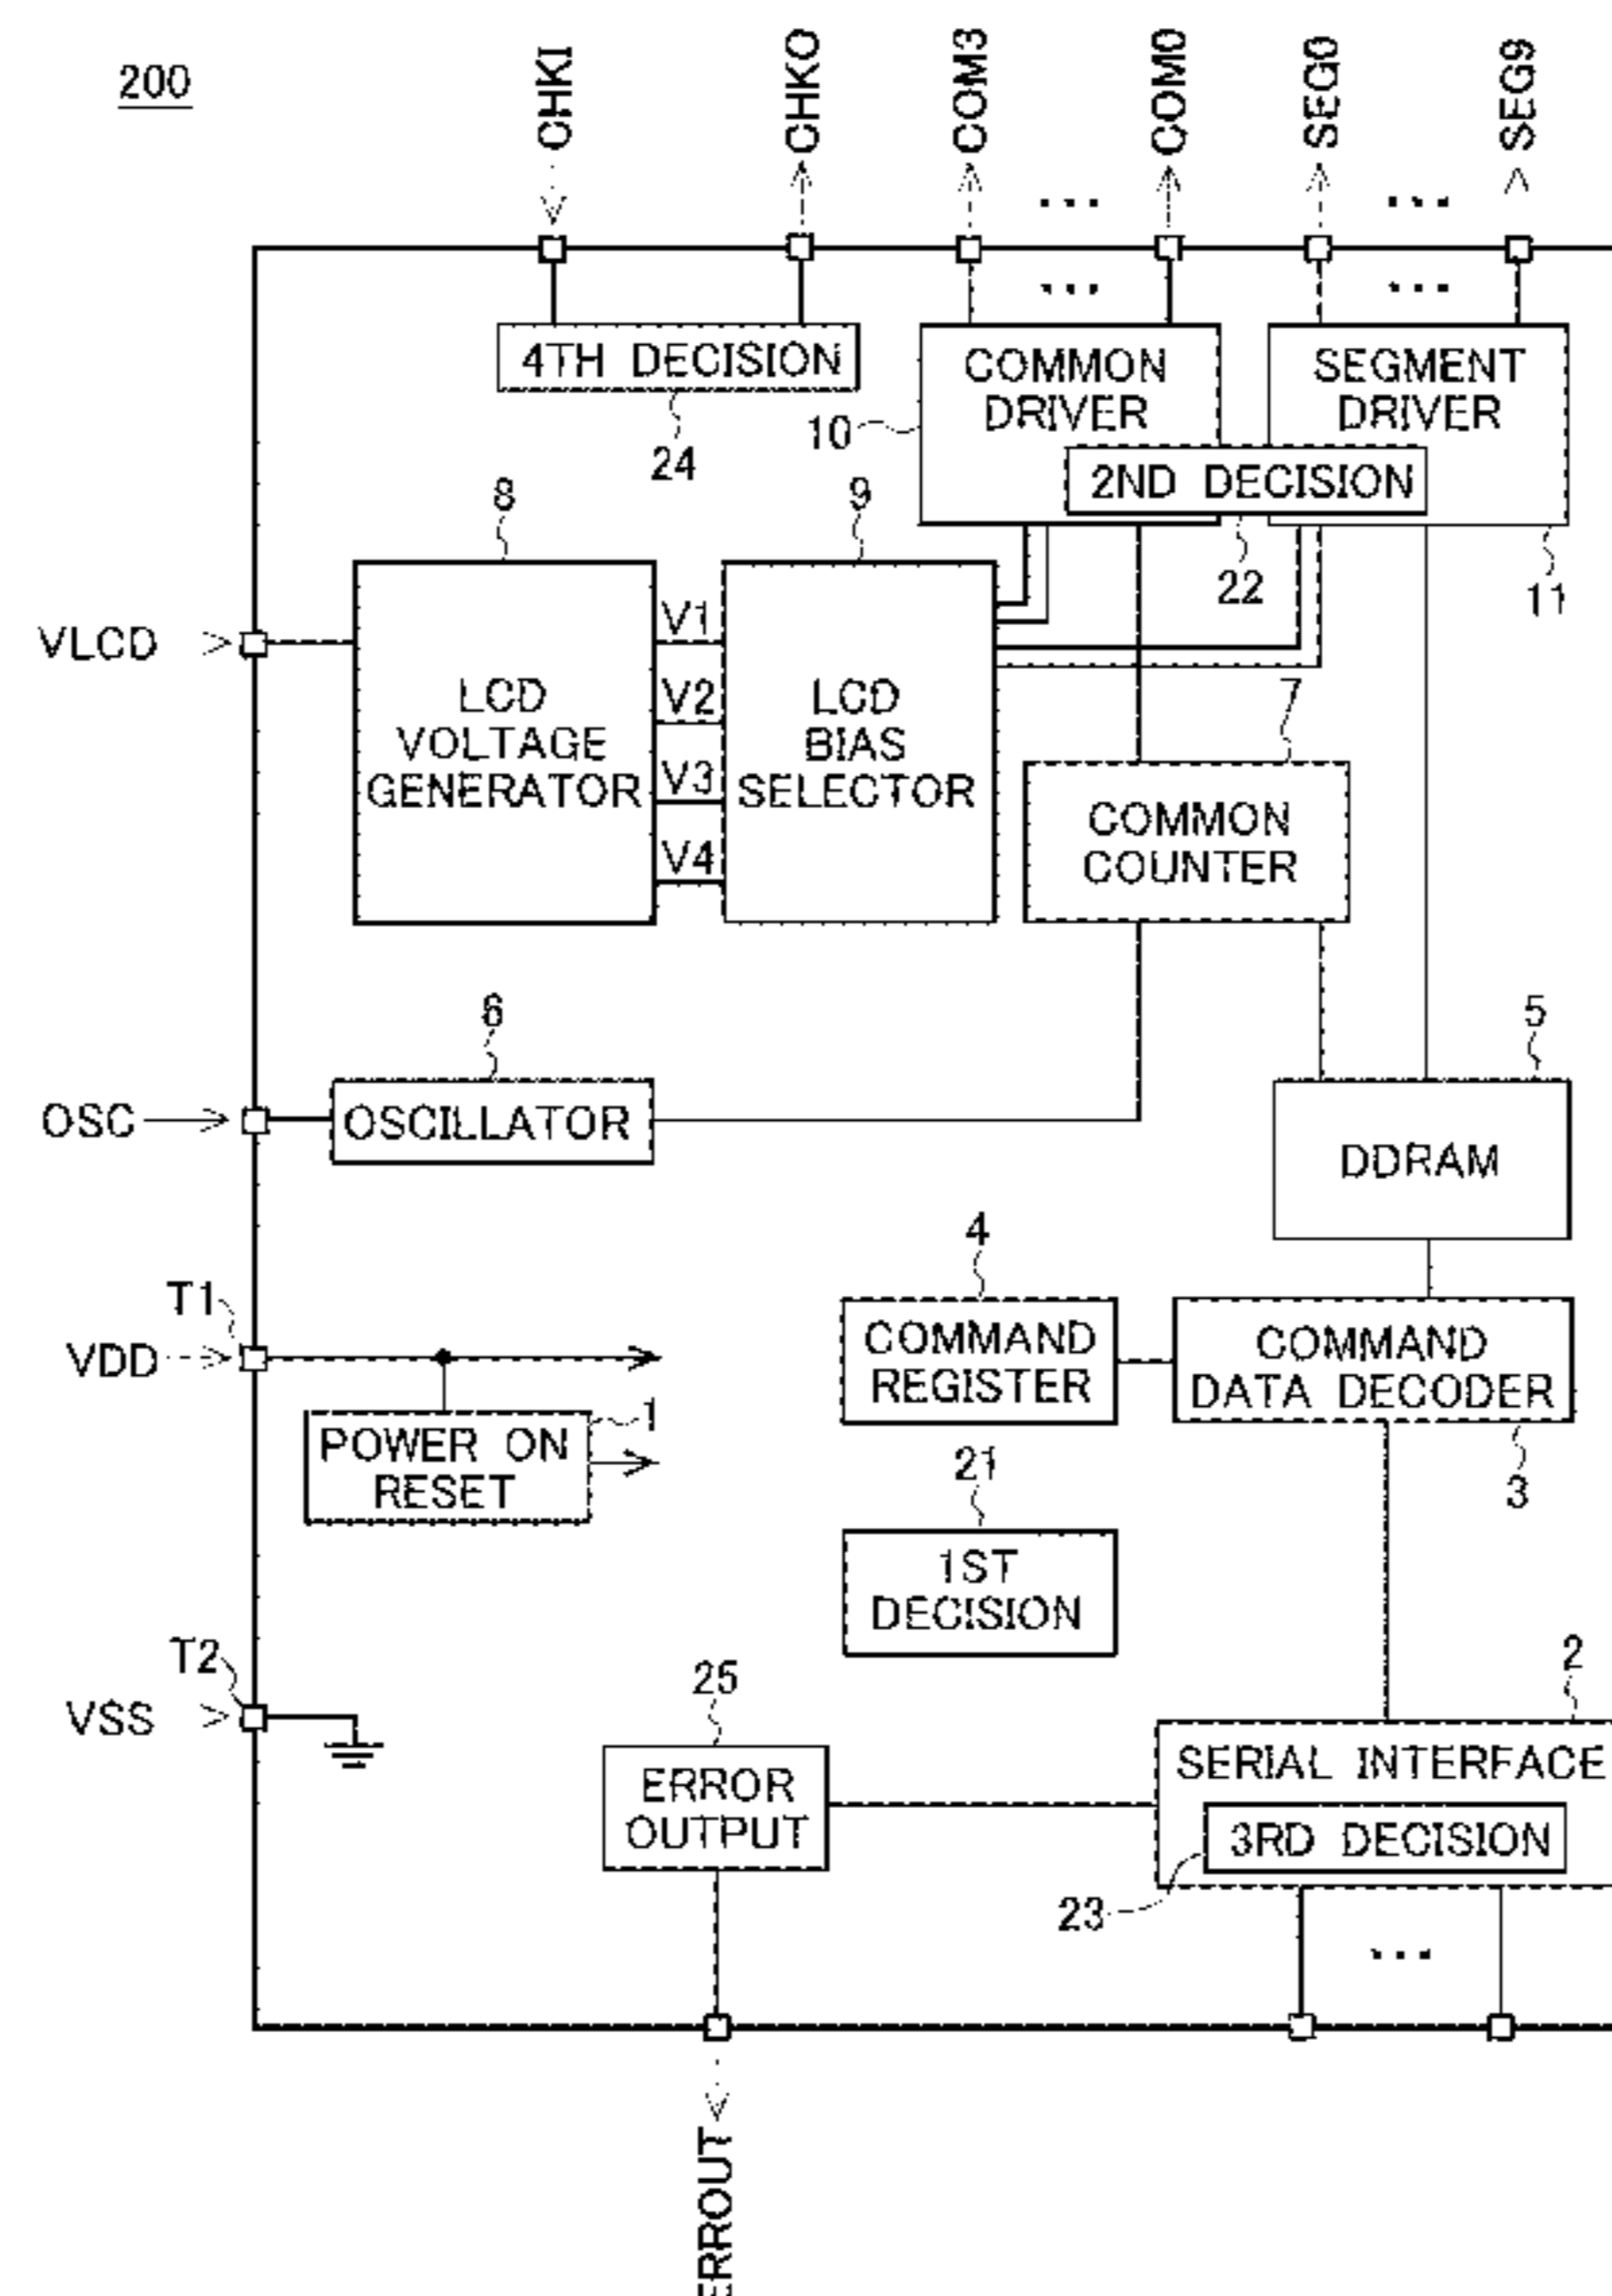 200
CHKI
CHKO
COM3
COM0
SEG0
SEG9
...
...
...
...
4TH DECISION
24
COMMON
DRIVER
10
SEGMENT
DRIVER
11
2ND DECISION
22
8
9
VLCD
LCD
VOLTAGE
GENERATOR
V1
V2
V3
V4
LCD
BIAS
SELECTOR
7
COMMON
COUNTER
6
OSC
OSCILLATOR
5
DDRAM
T1
VDD
POWER ON
RESET
1
4
COMMAND
REGISTER
COMMAND
DATA DECODER
3
21
1ST
DECISION
T2
VSS
25
ERROR
OUTPUT
2
SERIAL INTERFACE
3RD DECISION
23
...
ERROUT